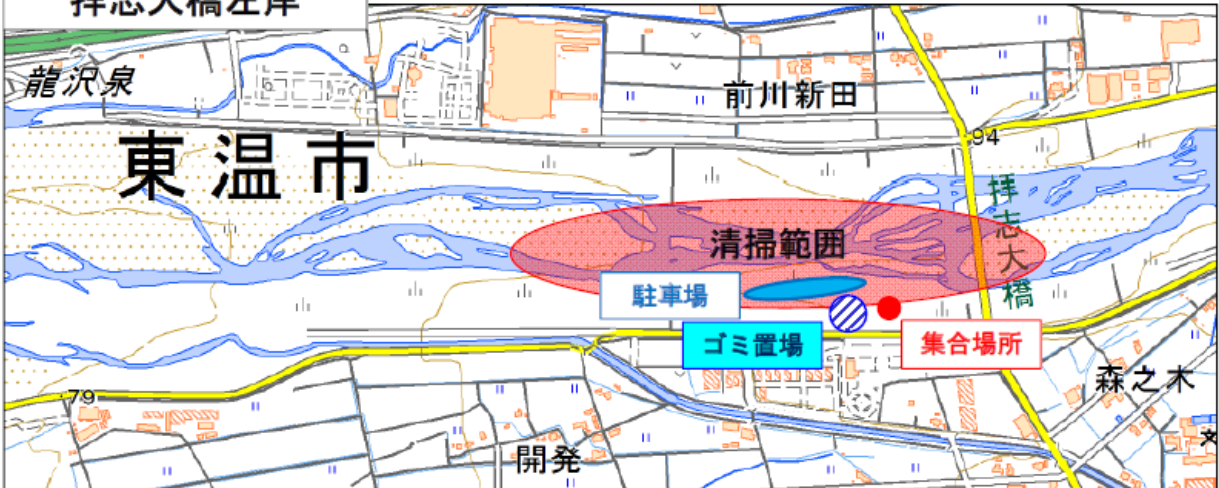 拝志大橋左岸
龍沢泉
前川新田
東温市
94
拝志大橋
清掃範囲
駐車場
ゴミ置場
集合場所
森之木
79
開発
文